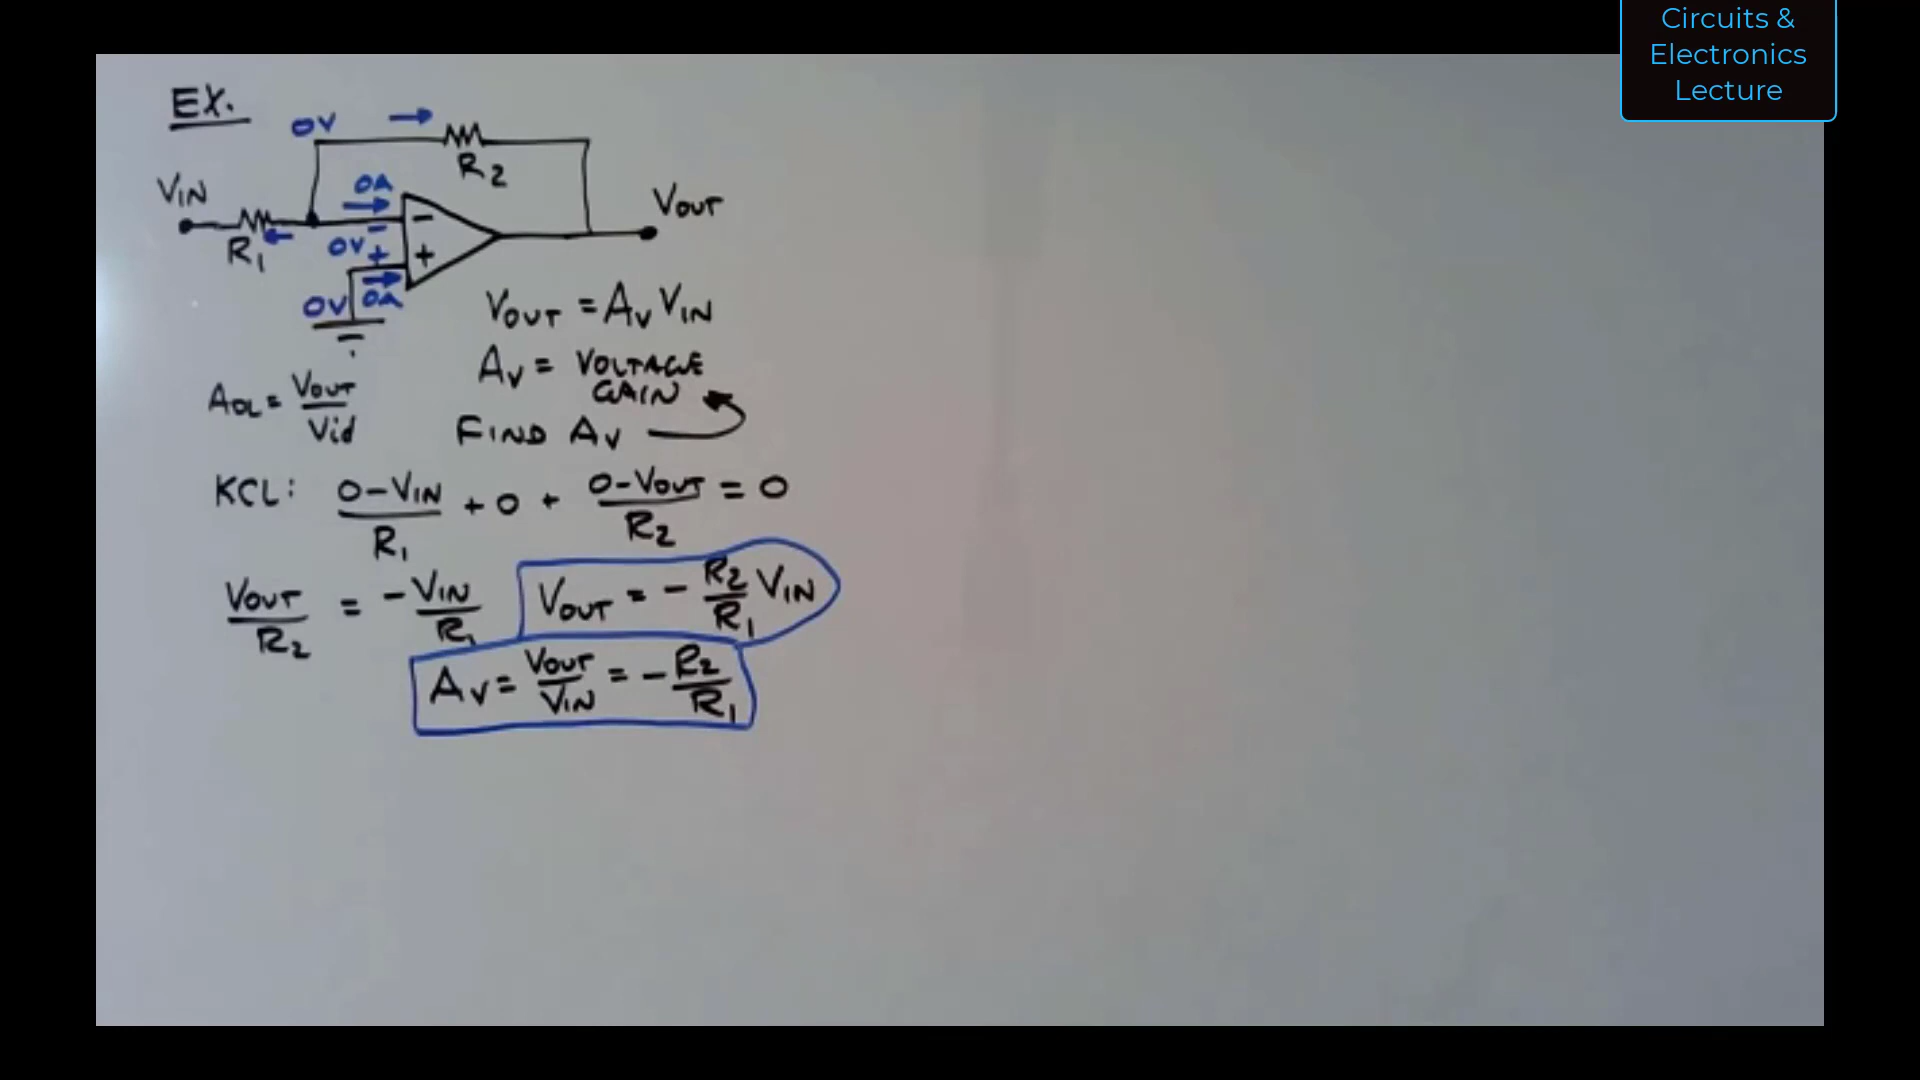 Circuits &
Electronics
Lecture
EX.
0V
R2
VIN
0A
VOUT
R1
0V
0V
0A
VOUT = AV VIN
AV = VOLTAGE
GAIN
AOL = VOUT / Vid
FIND AV
KCL: (0-VIN)/R1 + 0 + (0-VOUT)/R2 = 0
VOUT/R2 = -VIN/R1
VOUT = - R2/R1 VIN
AV = VOUT/VIN = - R2/R1